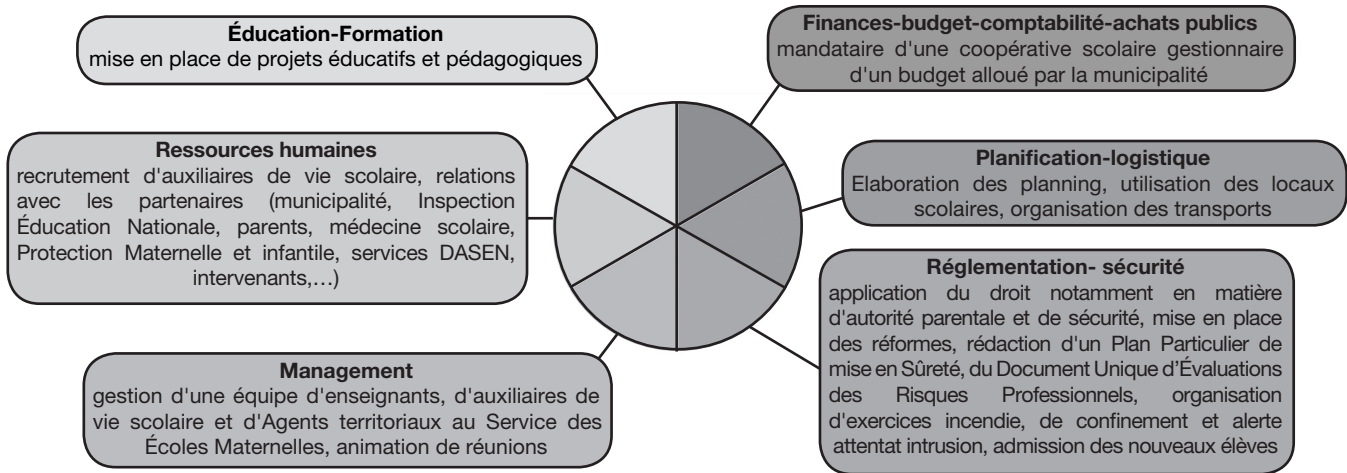 Éducation-Formation
mise en place de projets éducatifs et pédagogiques
Finances-budget-comptabilité-achats publics
mandataire d'une coopérative scolaire gestionnaire
d'un budget alloué par la municipalité
Ressources humaines
recrutement d'auxiliaires de vie scolaire, relations
avec les partenaires (municipalité, Inspection
Éducation Nationale, parents, médecine scolaire,
Protection Maternelle et infantile, services DASEN,
intervenants,…)
Planification-logistique
Elaboration des planning, utilisation des locaux
scolaires, organisation des transports
Management
gestion d'une équipe d'enseignants, d'auxiliaires de
vie scolaire et d'Agents territoriaux au Service des
Écoles Maternelles, animation de réunions
Réglementation- sécurité
application du droit notamment en matière
d'autorité parentale et de sécurité, mise en place
des réformes, rédaction d'un Plan Particulier de
mise en Sûreté, du Document Unique d’Évaluations
des Risques Professionnels, organisation
d'exercices incendie, de confinement et alerte
attentat intrusion, admission des nouveaux élèves